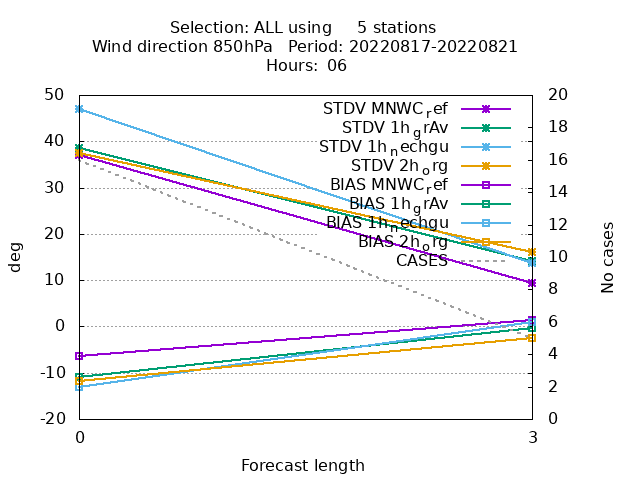 Selection: ALL using     5 stations
Wind direction 850hPa   Period: 20220817-20220821
Hours: 06
50
40
30
20
10
0
-10
-20
deg
20
18
16
14
12
10
8
6
4
2
0
No cases
STDV MNWC_ref
STDV 1h_grAv
STDV 1h_nechgu
STDV 2h_org
BIAS MNWC_ref
BIAS 1h_grAv
BIAS 1h_nechgu
BIAS 2h_org
CASES
0
3
Forecast length